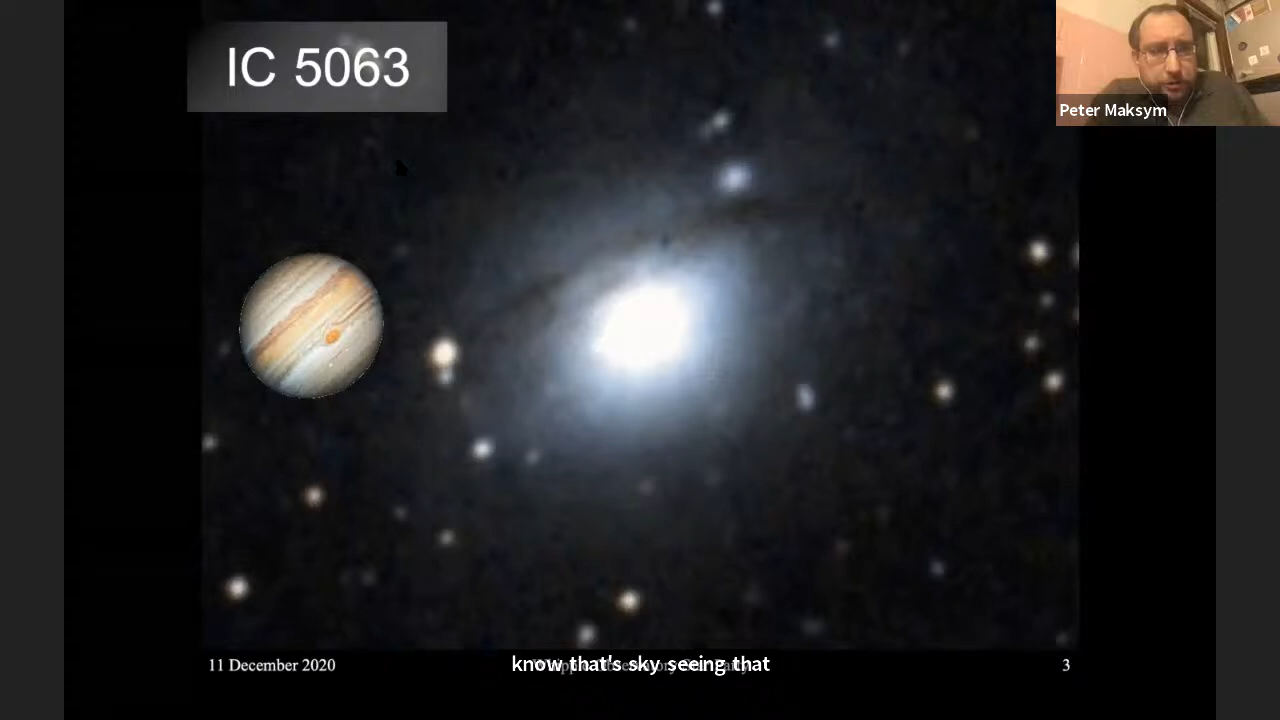 IC 5063
Peter Maksym
11 December 2020
know that's sky seeing that
3